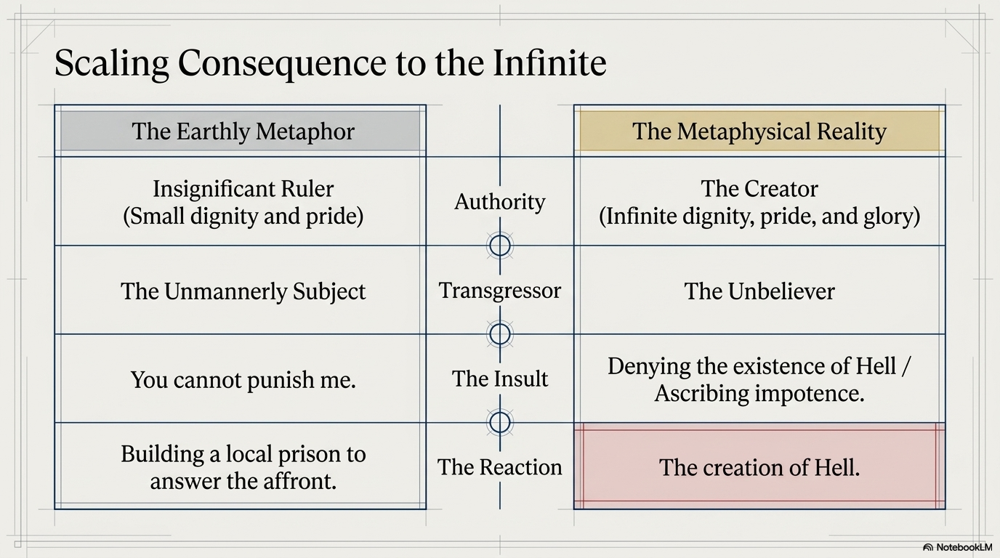 Scaling Consequence to the Infinite
The Earthly Metaphor
The Metaphysical Reality
Insignificant Ruler
(Small dignity and pride)
Authority
The Creator
(Infinite dignity, pride, and glory)
The Unmannerly Subject
Transgressor
The Unbeliever
You cannot punish me.
The Insult
Denying the existence of Hell /
Ascribing impotence.
Building a local prison to
answer the affront.
The Reaction
The creation of Hell.
NotebookLM